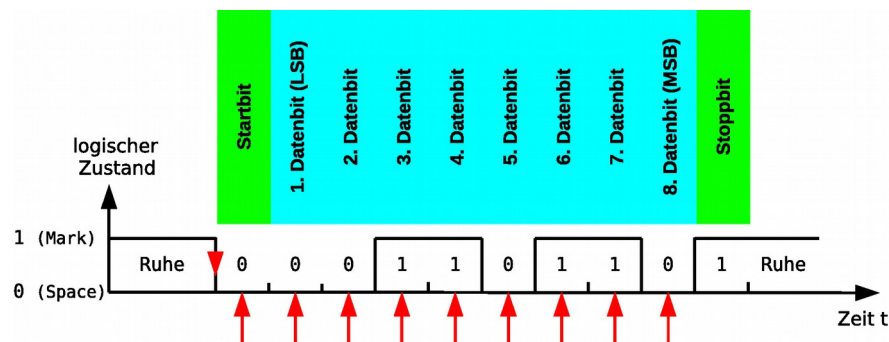 Startbit
1. Datenbit (LSB)
2. Datenbit
3. Datenbit
4. Datenbit
5. Datenbit
6. Datenbit
7. Datenbit
8. Datenbit (MSB)
Stoppbit
logischer
Zustand
1 (Mark)
Ruhe 0 0 0 1 1 0 1 1 0 1 Ruhe
0 (Space)
Zeit t